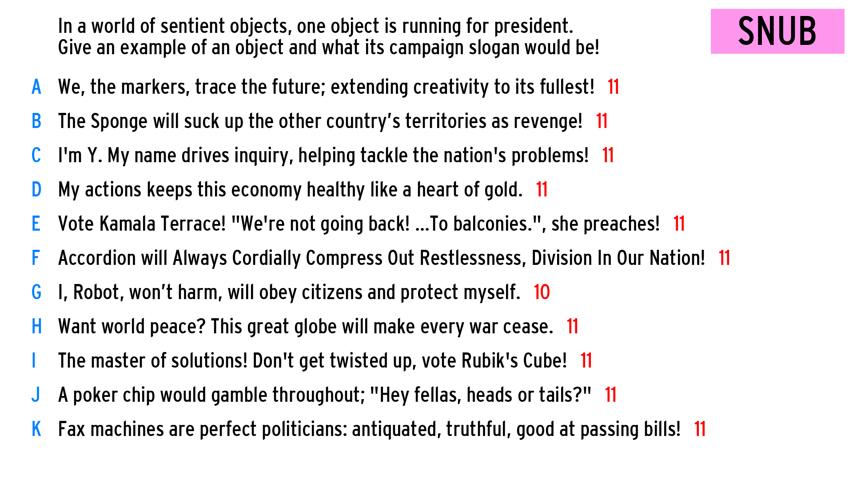 In a world of sentient objects, one object is running for president.
Give an example of an object and what its campaign slogan would be!
SNUB
A We, the markers, trace the future; extending creativity to its fullest! 11
B The Sponge will suck up the other country's territories as revenge! 11
C I'm Y. My name drives inquiry, helping tackle the nation's problems! 11
D My actions keeps this economy healthy like a heart of gold. 11
E Vote Kamala Terrace! "We're not going back! ...To balconies.", she preaches! 11
F Accordion will Always Cordially Compress Out Restlessness, Division In Our Nation! 11
G I, Robot, won't harm, will obey citizens and protect myself. 10
H Want world peace? This great globe will make every war cease. 11
I The master of solutions! Don't get twisted up, vote Rubik's Cube! 11
J A poker chip would gamble throughout; "Hey fellas, heads or tails?" 11
K Fax machines are perfect politicians: antiquated, truthful, good at passing bills! 11